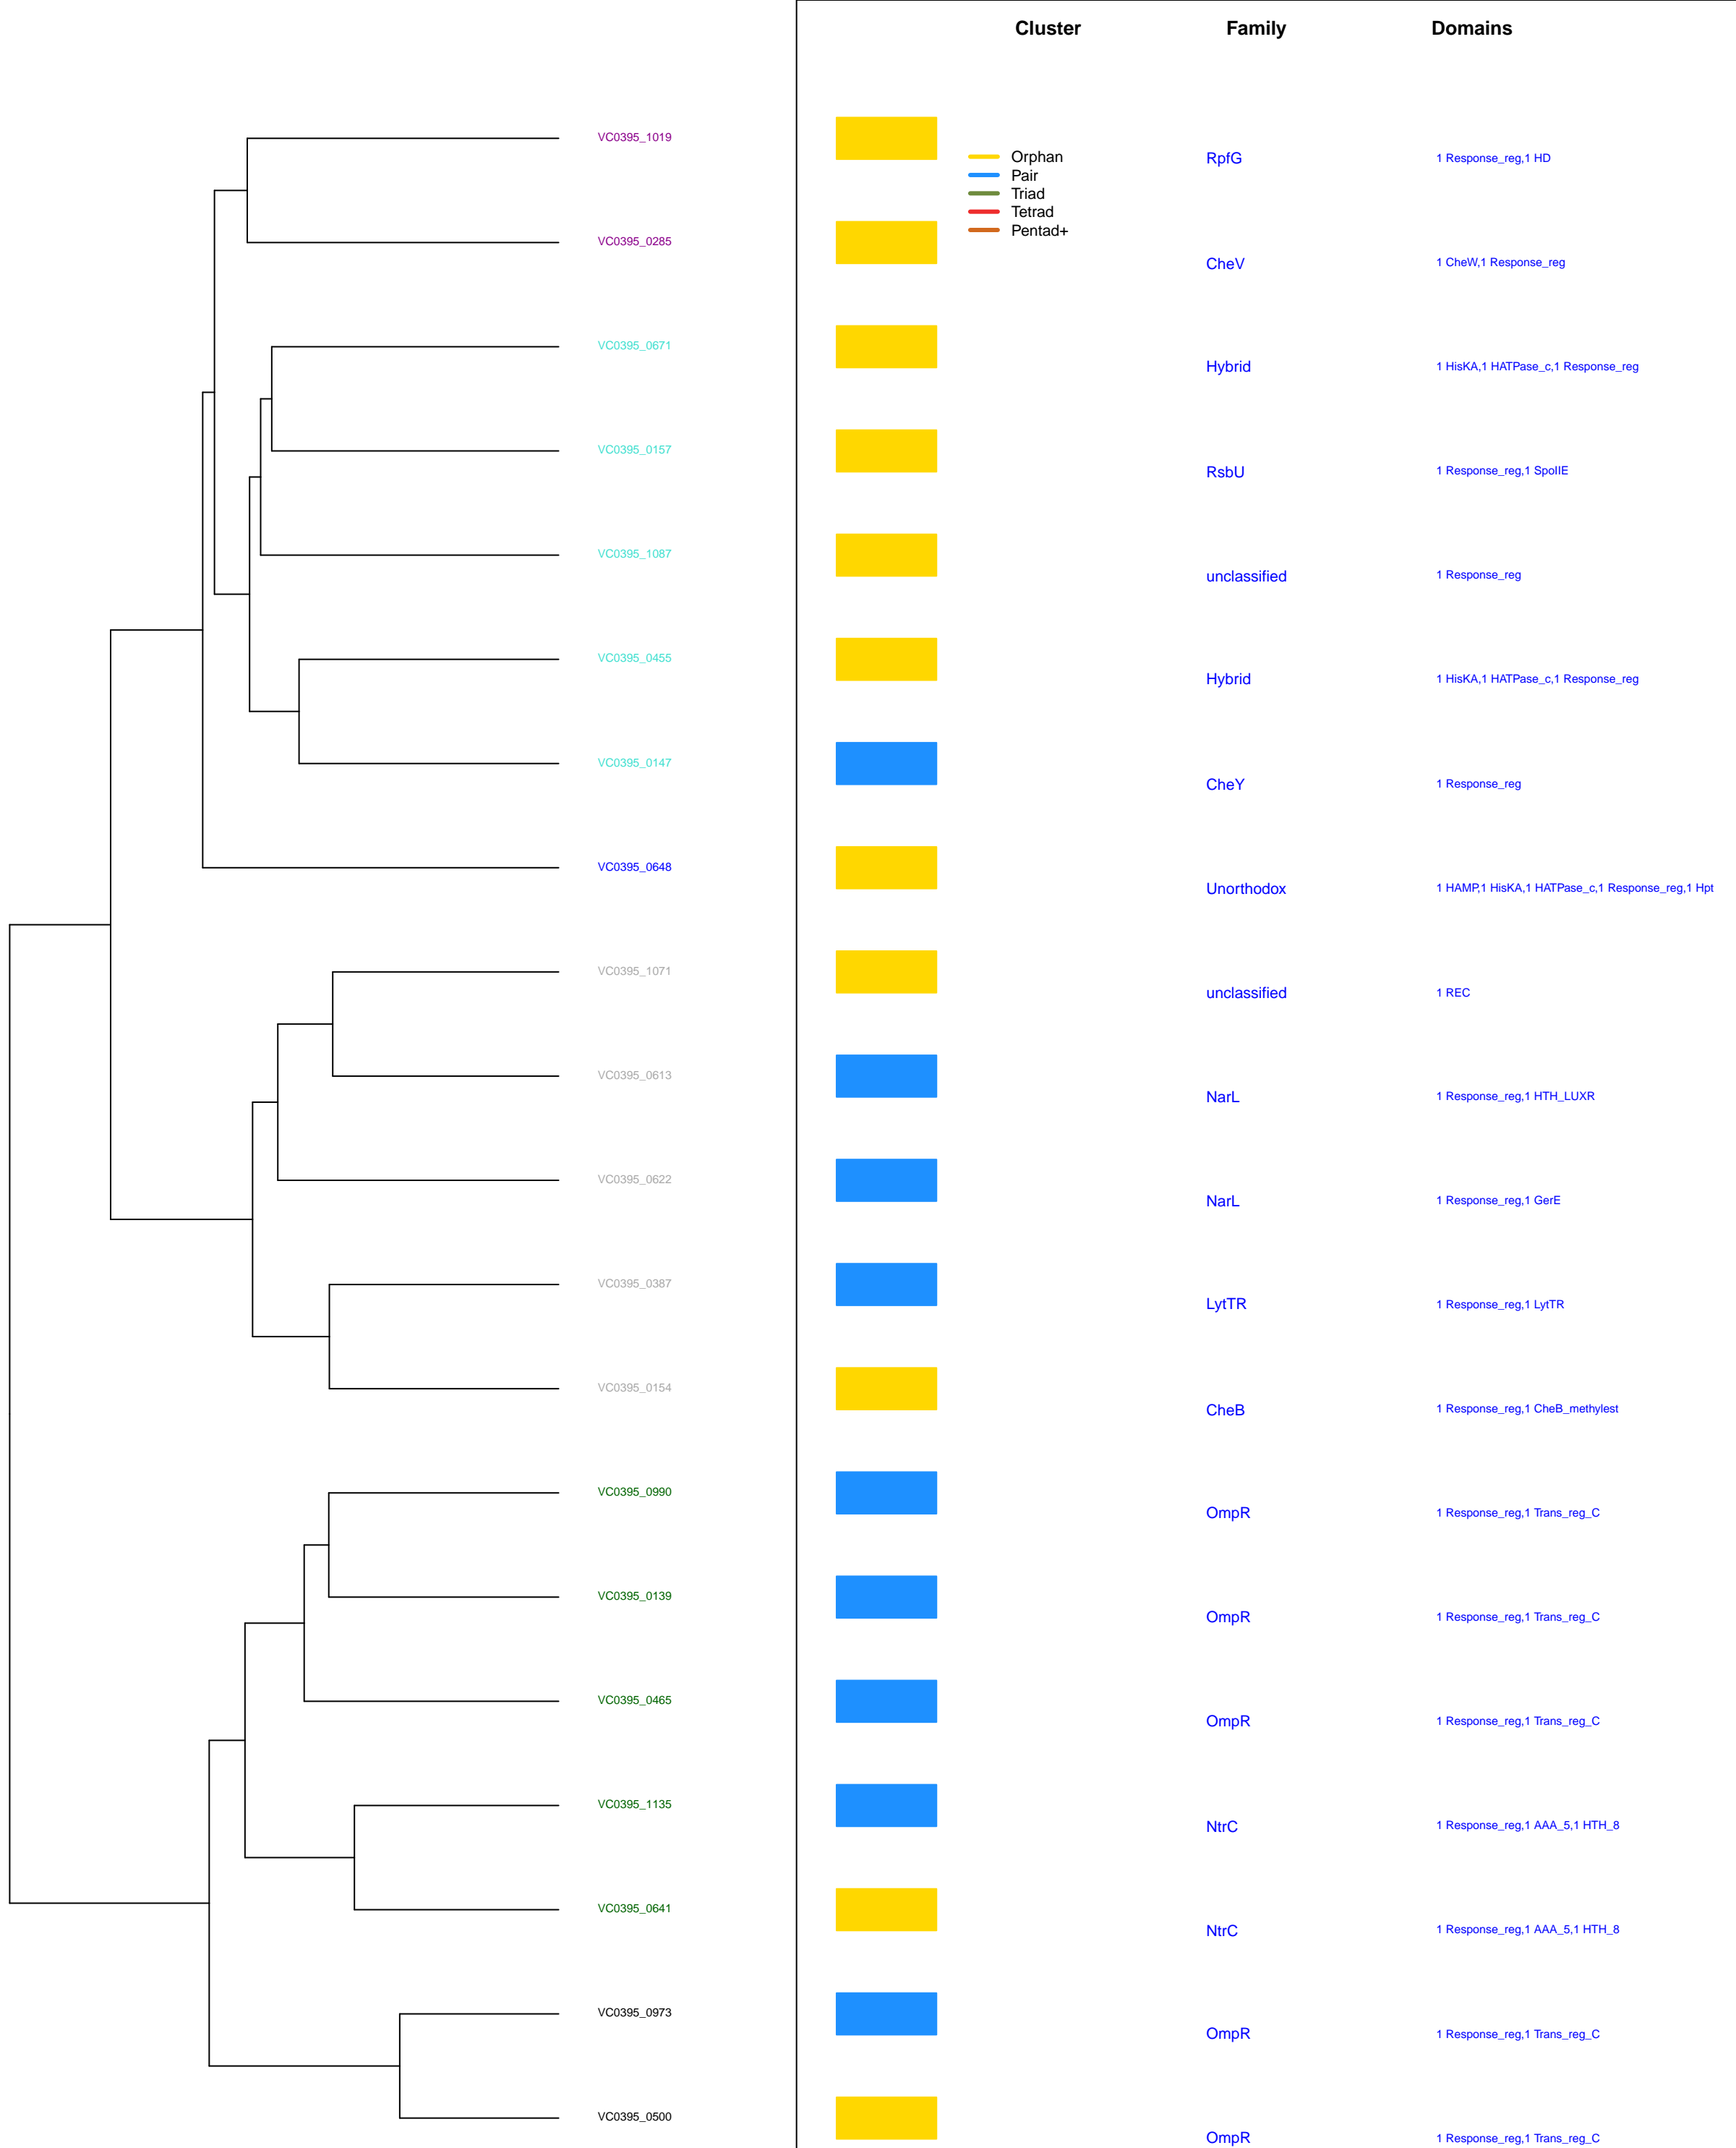 Cluster Family Domains
VC0395_1019
Orphan
RpfG 1 Response_reg,1 HD
Pair
Triad
Tetrad
Pentad+
VC0395_0285
CheV 1 CheW,1 Response_reg
VC0395_0671
Hybrid 1 HisKA,1 HATPase_c,1 Response_reg
VC0395_0157
RsbU 1 Response_reg,1 SpoIIE
VC0395_1087
unclassified 1 Response_reg
VC0395_0455
Hybrid 1 HisKA,1 HATPase_c,1 Response_reg
VC0395_0147
CheY 1 Response_reg
VC0395_0648
Unorthodox 1 HAMP,1 HisKA,1 HATPase_c,1 Response_reg,1 Hpt
VC0395_1071
unclassified 1 REC
VC0395_0613
NarL 1 Response_reg,1 HTH_LUXR
VC0395_0622
NarL 1 Response_reg,1 GerE
VC0395_0387
LytTR 1 Response_reg,1 LytTR
VC0395_0154
CheB 1 Response_reg,1 CheB_methylest
VC0395_0990
OmpR 1 Response_reg,1 Trans_reg_C
VC0395_0139
OmpR 1 Response_reg,1 Trans_reg_C
VC0395_0465
OmpR 1 Response_reg,1 Trans_reg_C
VC0395_1135
NtrC 1 Response_reg,1 AAA_5,1 HTH_8
VC0395_0641
NtrC 1 Response_reg,1 AAA_5,1 HTH_8
VC0395_0973
OmpR 1 Response_reg,1 Trans_reg_C
VC0395_0500
OmpR 1 Response_reg,1 Trans_reg_C